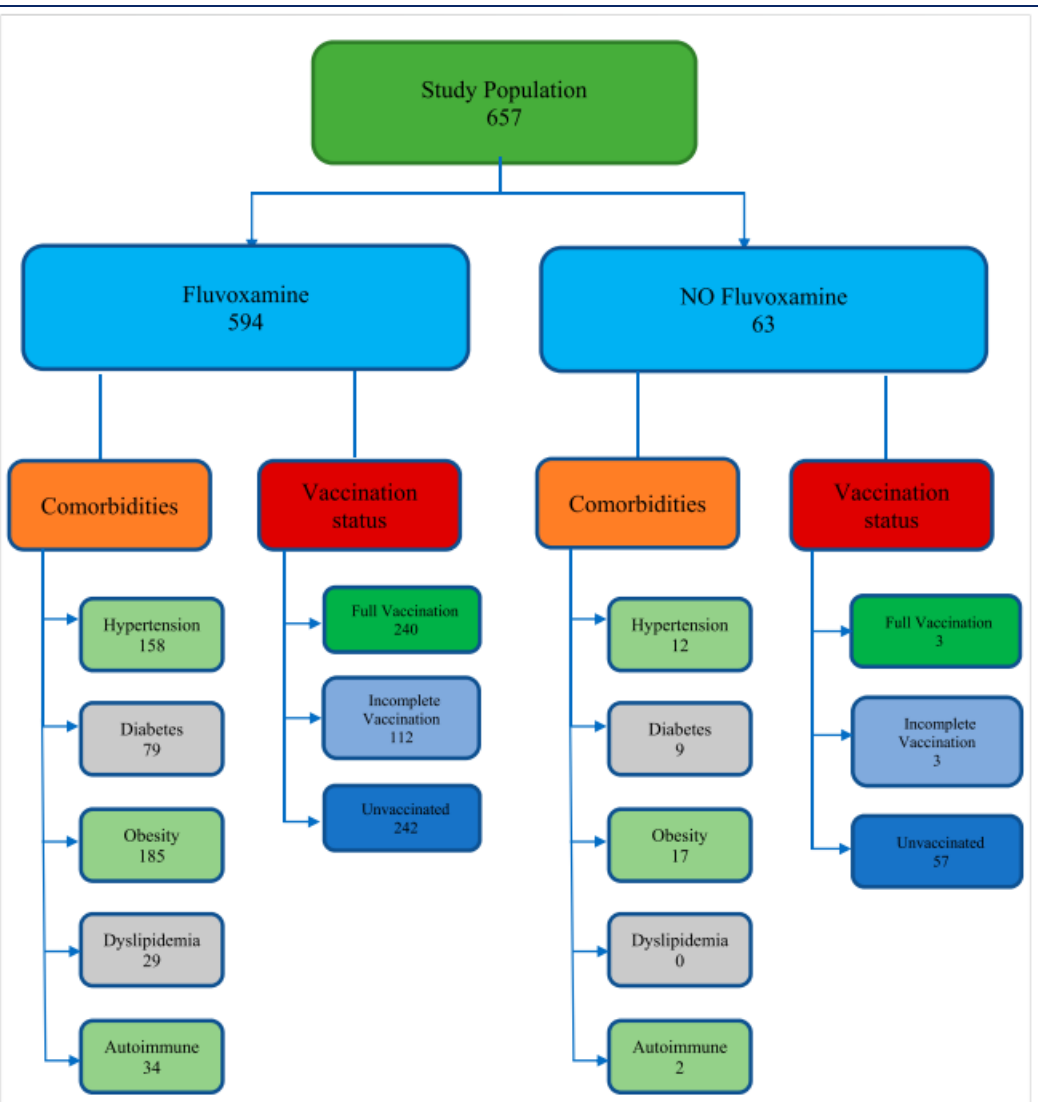 Study Population
657
Fluvoxamine
594
NO Fluvoxamine
63
Comorbidities
Vaccination
status
Comorbidities
Vaccination
status
Hypertension
158
Diabetes
79
Obesity
185
Dyslipidemia
29
Autoimmune
34
Full Vaccination
240
Incomplete
Vaccination
112
Unvaccinated
242
Hypertension
12
Diabetes
9
Obesity
17
Dyslipidemia
0
Autoimmune
2
Full Vaccination
3
Incomplete
Vaccination
3
Unvaccinated
57